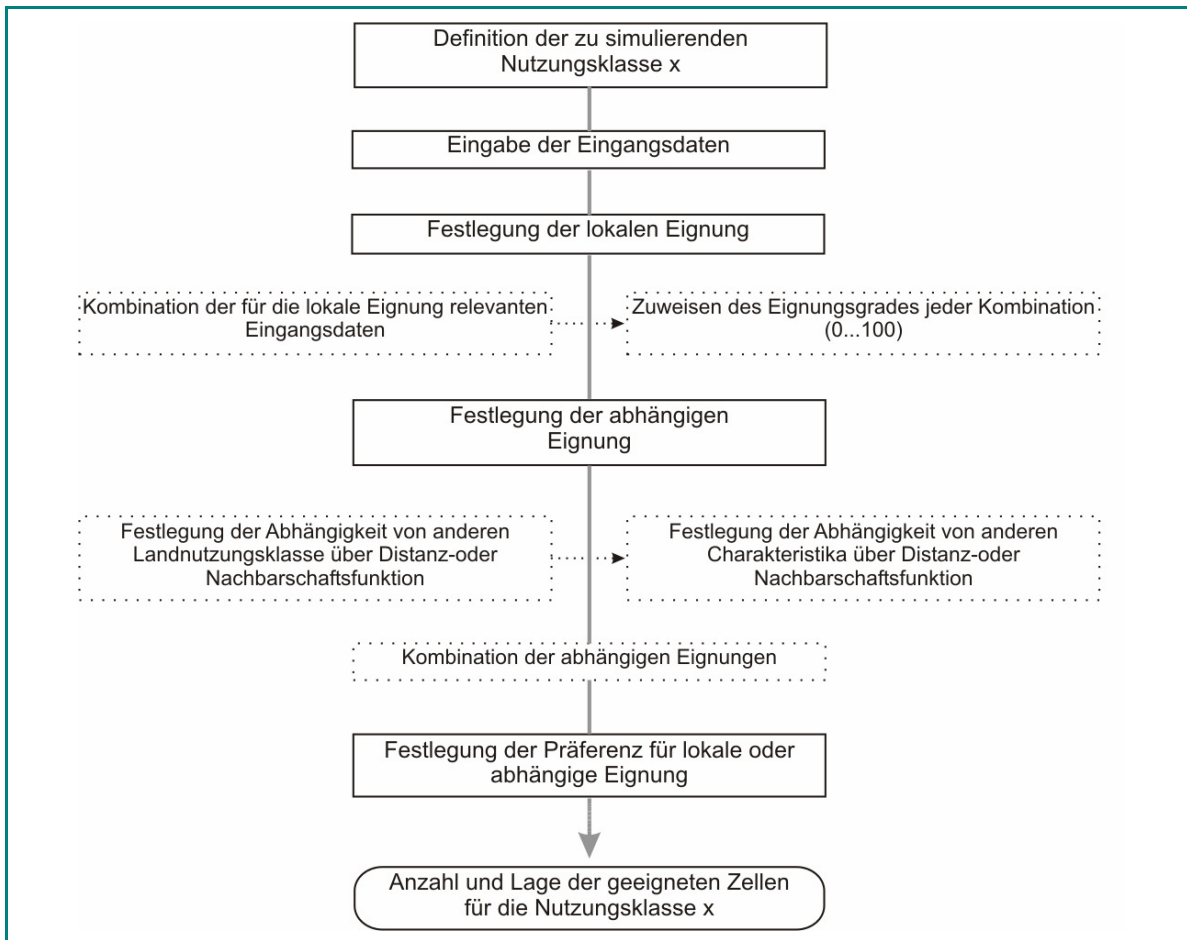 Definition der zu simulierenden
Nutzungsklasse x
Eingabe der Eingangsdaten
Festlegung der lokalen Eignung
Kombination der für die lokale Eignung relevanten
Eingangsdaten
Zuweisen des Eignungsgrades jeder Kombination
(0...100)
Festlegung der abhängigen
Eignung
Festlegung der Abhängigkeit von anderen
Landnutzungsklasse über Distanz-oder
Nachbarschaftsfunktion
Festlegung der Abhängigkeit von anderen
Charakteristika über Distanz-oder
Nachbarschaftsfunktion
Kombination der abhängigen Eignungen
Festlegung der Präferenz für lokale oder
abhängige Eignung
Anzahl und Lage der geeigneten Zellen
für die Nutzungsklasse x